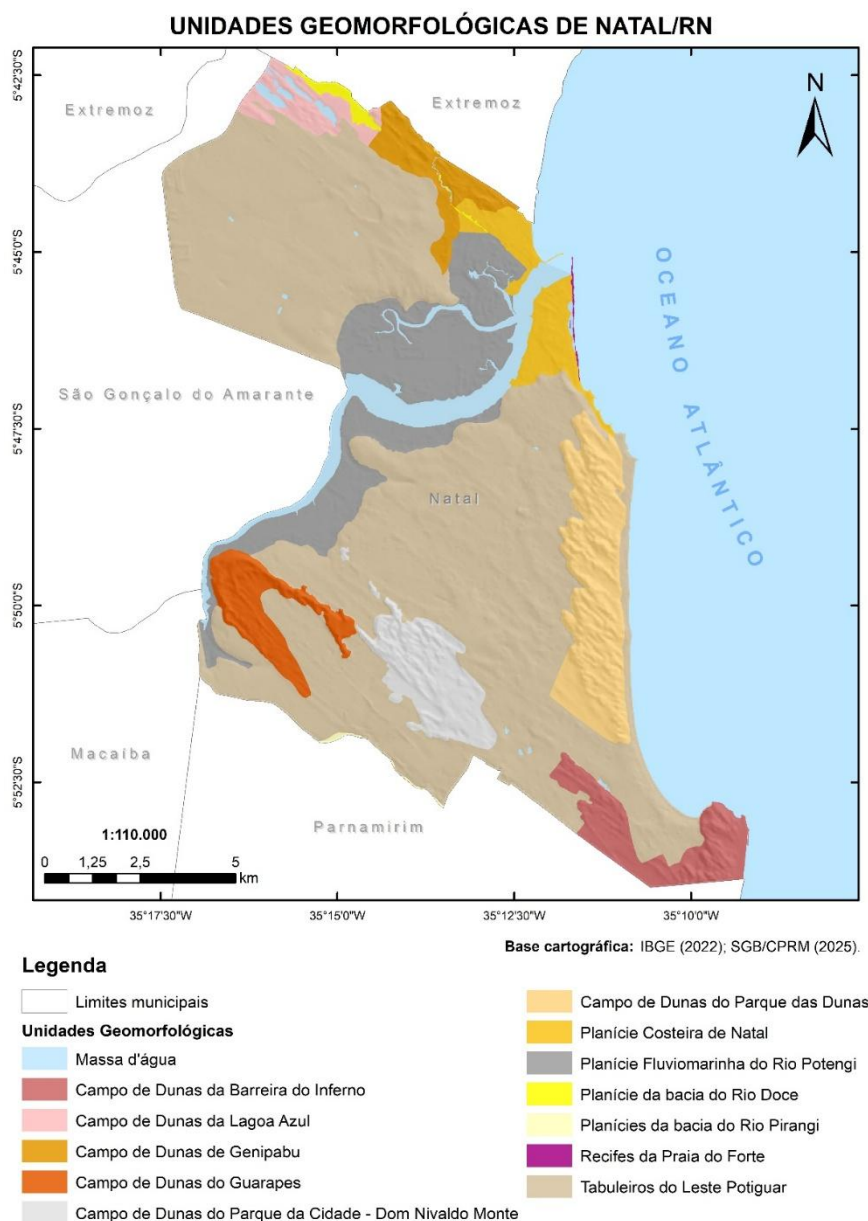 UNIDADES GEOMORFOLÓGICAS DE NATAL/RN
5°42'30"S
5°45'0"S
5°47'30"S
5°50'0"S
5°52'30"S
Extremoz
Extremoz
N
OCEANO ATLÂNTICO
São Gonçalo do Amarante
Natal
Macaíba
Parnamirim
1:110.000
0 1,25 2,5 5
km
35°17'30"W 35°15'0"W 35°12'30"W 35°10'0"W
Base cartográfica: IBGE (2022); SGB/CPRM (2025).
Legenda
Limites municipais
Unidades Geomorfológicas
Massa d'água
Campo de Dunas da Barreira do Inferno
Campo de Dunas da Lagoa Azul
Campo de Dunas de Genipabu
Campo de Dunas do Guarapes
Campo de Dunas do Parque da Cidade - Dom Nivaldo Monte
Campo de Dunas do Parque das Dunas
Planície Costeira de Natal
Planície Fluviomarinha do Rio Potengi
Planície da bacia do Rio Doce
Planícies da bacia do Rio Pirangi
Recifes da Praia do Forte
Tabuleiros do Leste Potiguar